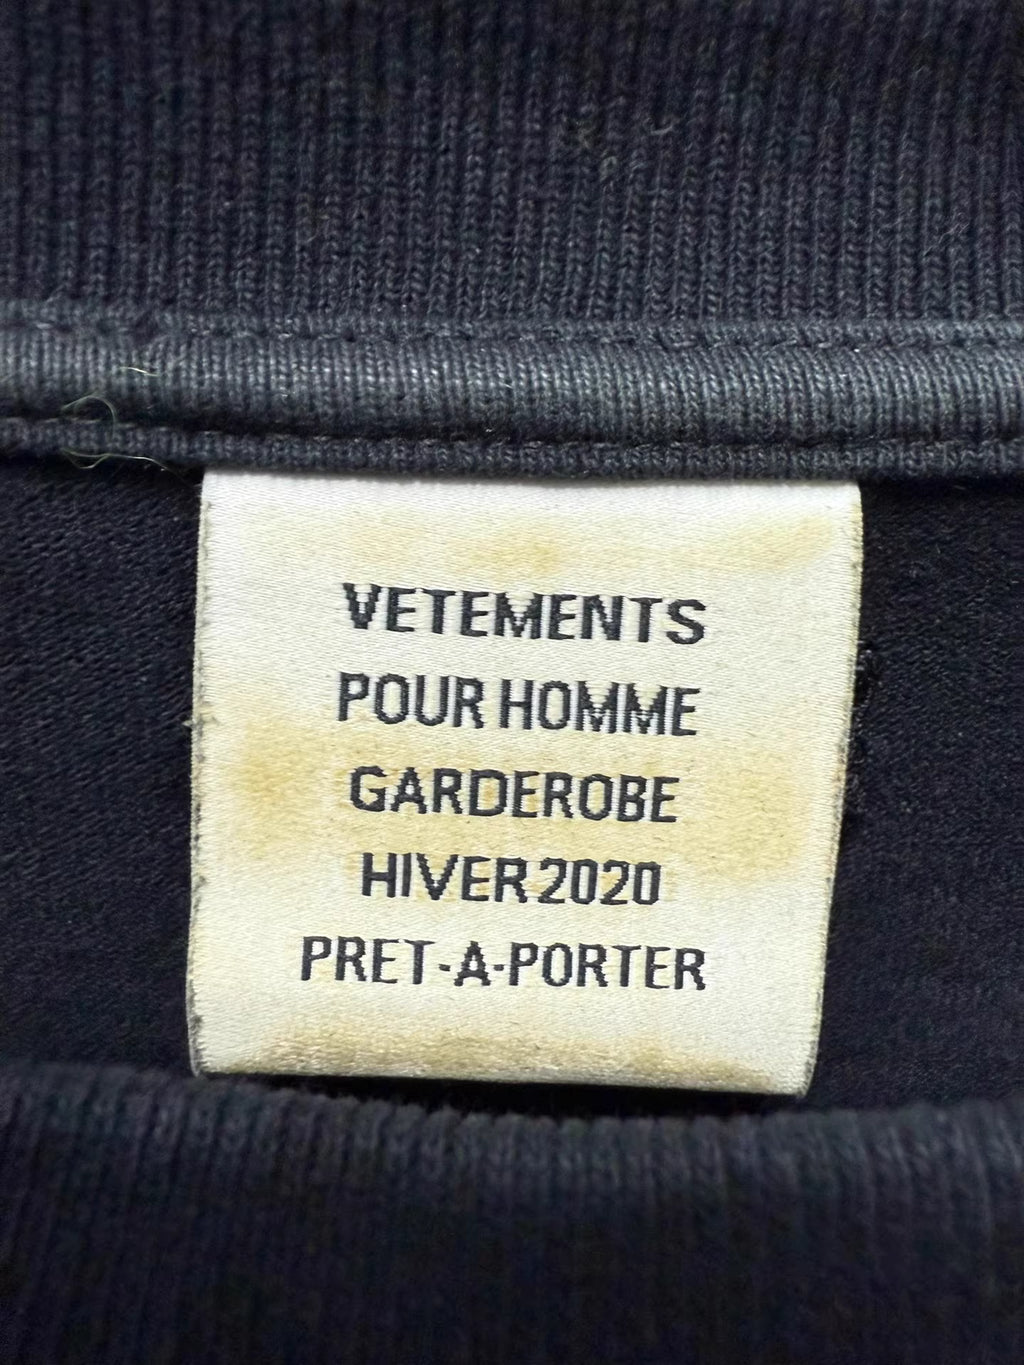 VETEMENTS
POUR HOMME
GARDEROBE
HIVER 2020
PRET-A-PORTER